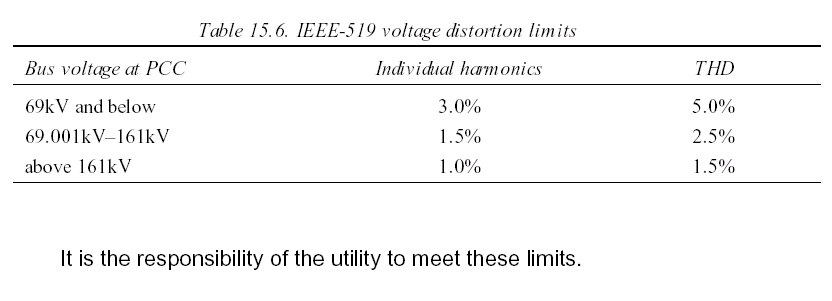 Table 15.6. IEEE-519 voltage distortion limits
Bus voltage at PCC Individual harmonics THD
69kV and below 3.0% 5.0%
69.001kV–161kV 1.5% 2.5%
above 161kV 1.0% 1.5%
It is the responsibility of the utility to meet these limits.